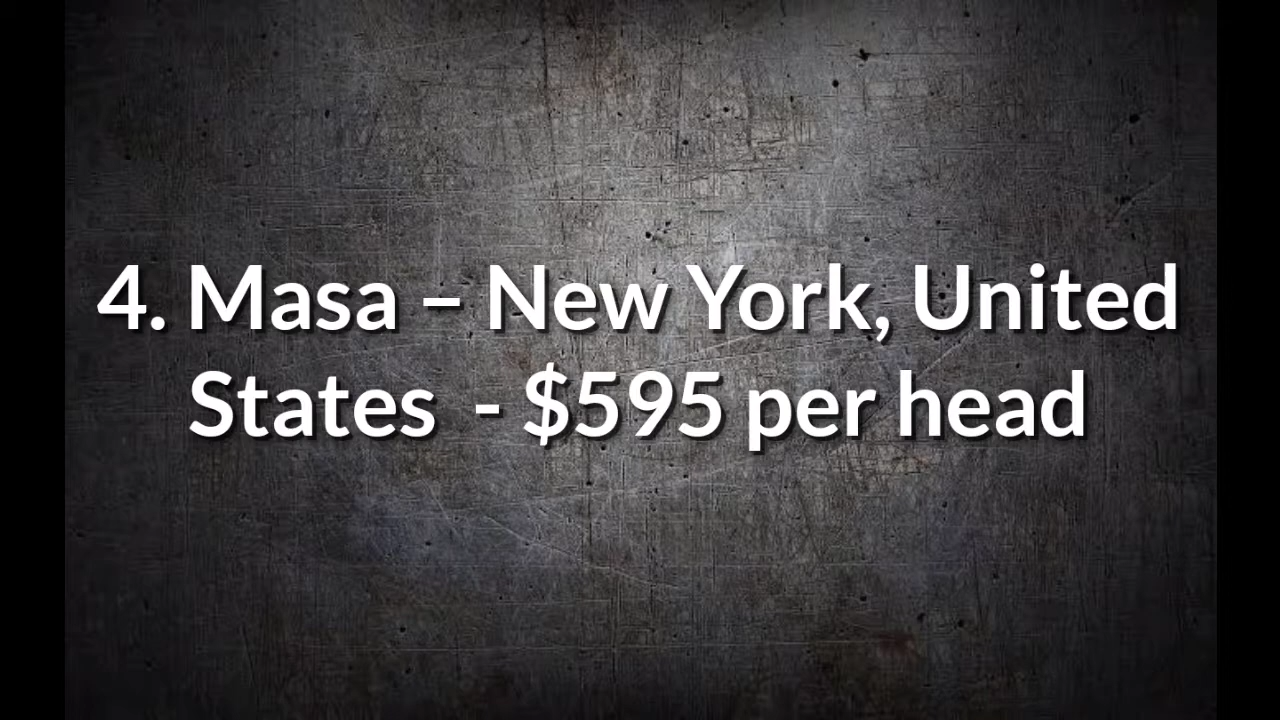 4. Masa – New York, United
States  - $595 per head